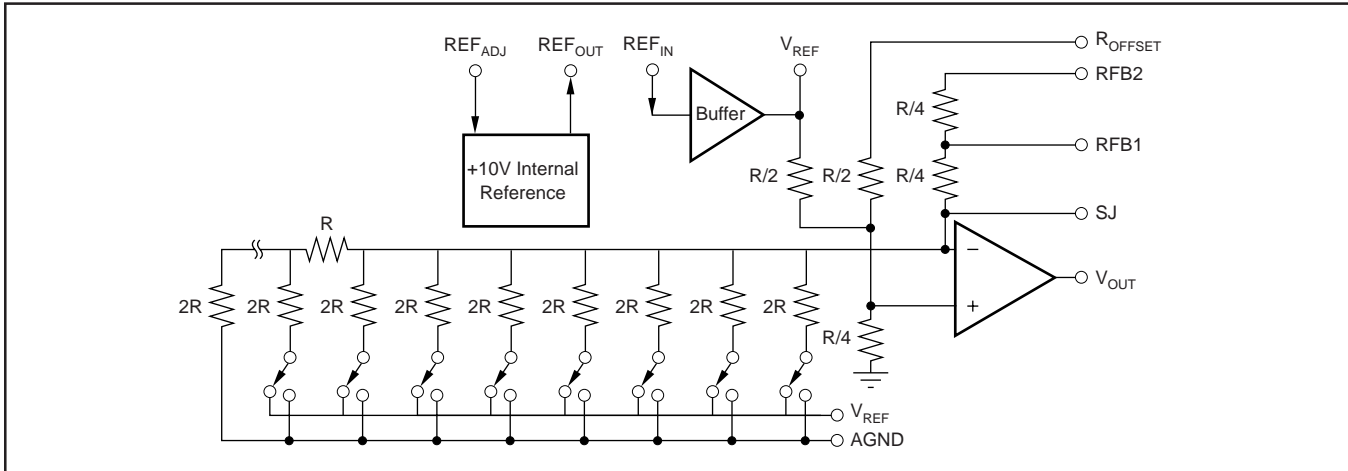 REF_ADJ
REF_OUT
REF_IN
V_REF
R_OFFSET
RFB2
R/4
Buffer
RFB1
+10V Internal
Reference
R/2
R/2
R/4
SJ
R
−
V_OUT
2R
2R
2R
2R
2R
2R
2R
2R
2R
+
R/4
V_REF
AGND